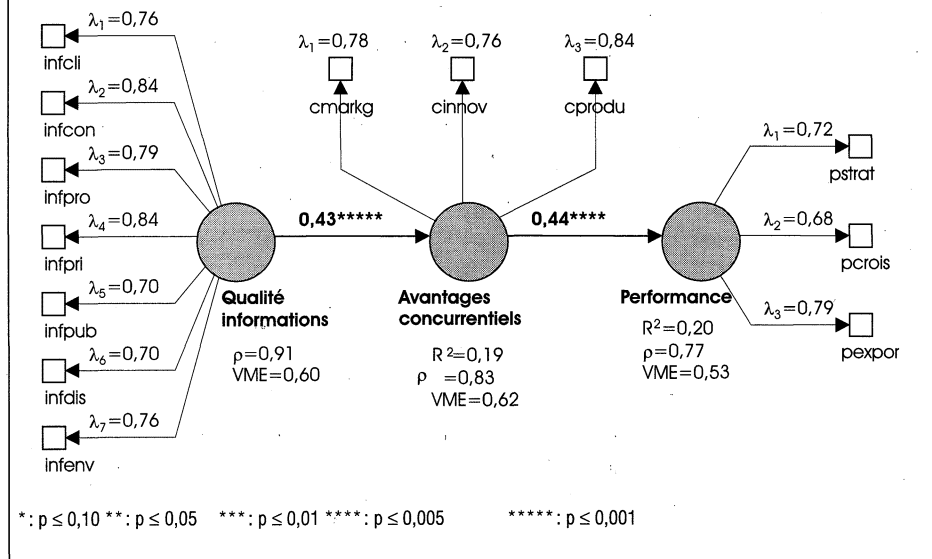 λ1=0,76
infcli
λ2=0,84
infcon
λ3=0,79
infpro
λ4=0,84
infpri
λ5=0,70
infpub
λ6=0,70
infdis
λ7=0,76
infenv
λ1=0,78
cmarkg
λ2=0,76
cinnov
λ3=0,84
cprodu
λ1=0,72
pstrat
λ2=0,68
pcrois
λ3=0,79
pexpor
0,43*****
0,44****
Qualité
informations
ρ=0,91
VME=0,60
Avantages
concurrentiels
R²=0,19
ρ =0,83
VME=0,62
Performance
R²=0,20
ρ=0,77
VME=0,53
*: p ≤ 0,10 **: p ≤ 0,05 ***: p ≤ 0,01 ****: p ≤ 0,005 *****: p ≤ 0,001